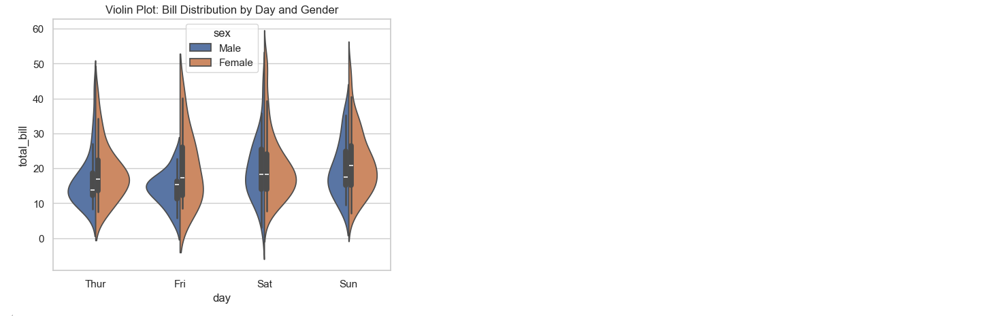 Violin Plot: Bill Distribution by Day and Gender
60
50
40
30
20
10
0
total_bill
sex
Male
Female
Thur Fri Sat Sun
day